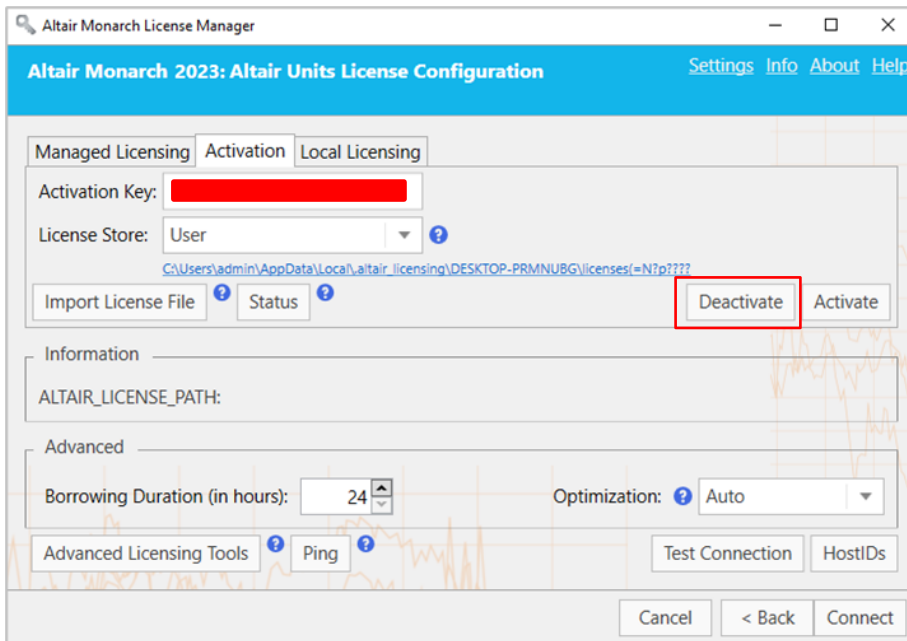 Altair Monarch License Manager
Altair Monarch 2023: Altair Units License Configuration
Settings Info About Help
Managed Licensing Activation Local Licensing
Activation Key:
License Store: User ?
C:\Users\admin\AppData\Local\.altair_licensing\DESKTOP-PRMNUBG\licenses(=N?p????
Import License File ? Status ? Deactivate Activate
Information
ALTAIR_LICENSE_PATH:
Advanced
Borrowing Duration (in hours): 24 Optimization: ? Auto
Advanced Licensing Tools ? Ping ? Test Connection HostIDs
Cancel < Back Connect